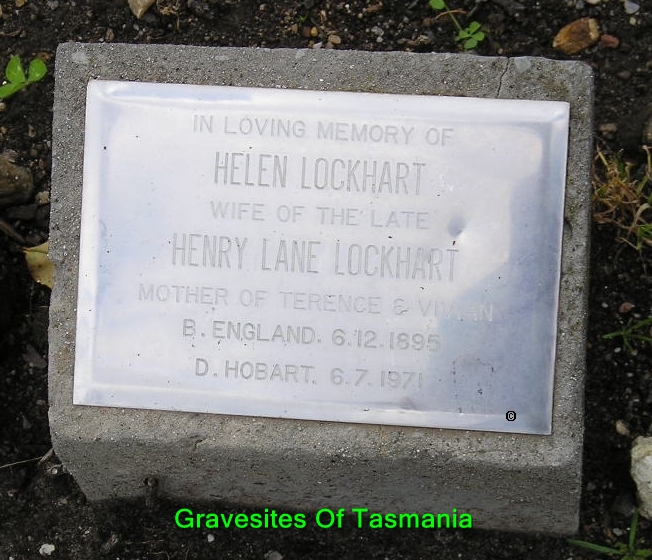 IN LOVING MEMORY OF
HELEN LOCKHART
WIFE OF THE LATE
HENRY LANE LOCKHART
MOTHER OF TERENCE & VIVIAN
B. ENGLAND. 6.12.1895
D. HOBART. 6.7.1971
©
Gravesites Of Tasmania